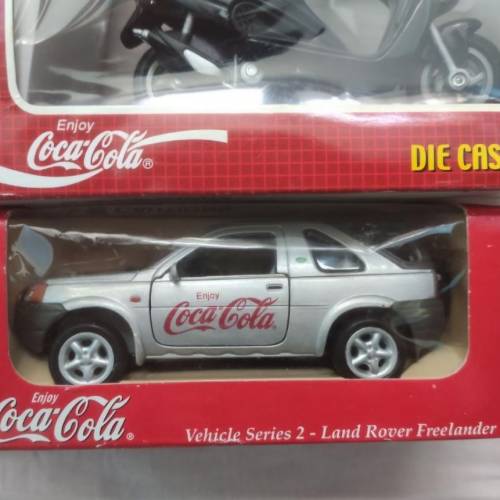 Enjoy
Coca-Cola®
DIE CAS
Enjoy
Coca-Cola
Enjoy
Coca-Cola®
Vehicle Series 2 - Land Rover Freelander